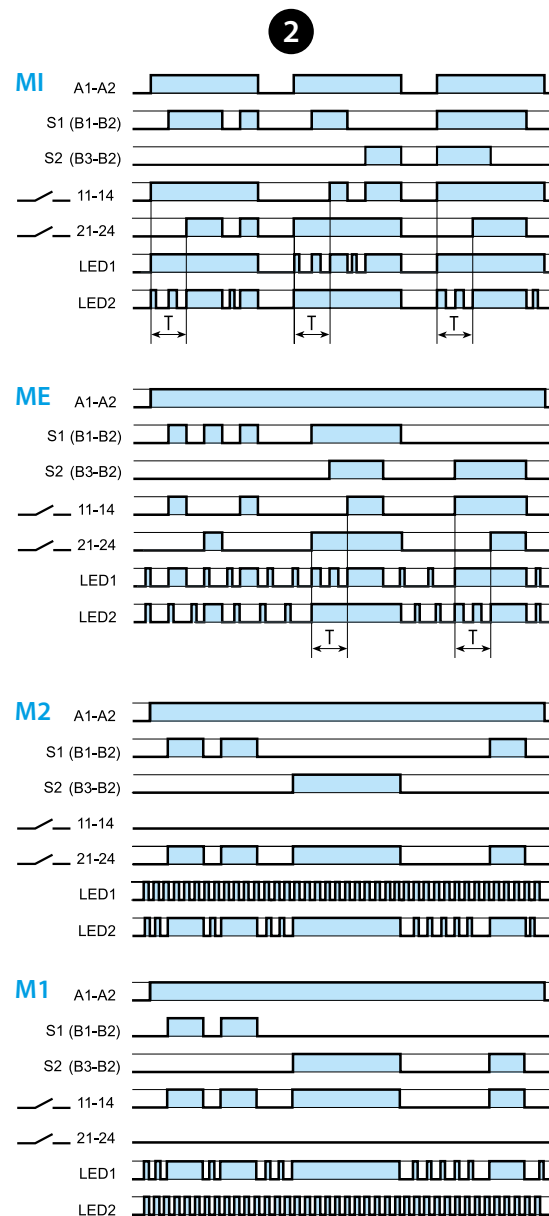 2
MI A1-A2
S1 (B1-B2)
S2 (B3-B2)
11-14
21-24
LED1
LED2
T T T
ME A1-A2
S1 (B1-B2)
S2 (B3-B2)
11-14
21-24
LED1
LED2
T T
M2 A1-A2
S1 (B1-B2)
S2 (B3-B2)
11-14
21-24
LED1
LED2
M1 A1-A2
S1 (B1-B2)
S2 (B3-B2)
11-14
21-24
LED1
LED2